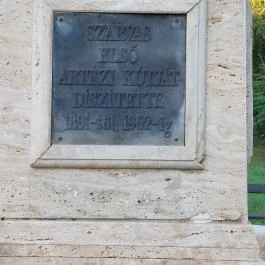 SZARVAS
ELSŐ
ARTÉZI KÚTJÁT
DÍSZÍTETTE
1891-től, 1962-ig